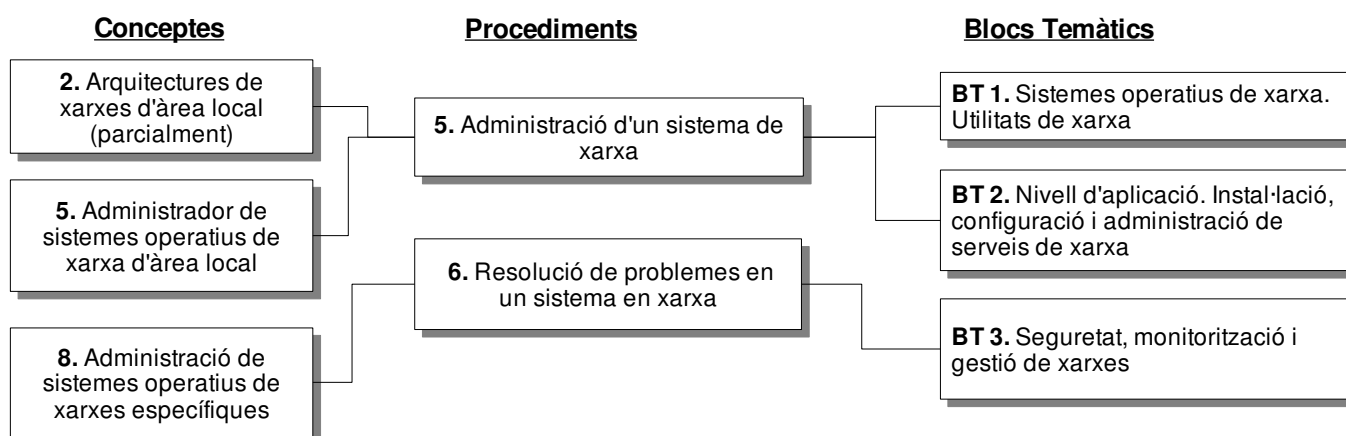 Conceptes
2. Arquitectures de
xarxes d'àrea local
(parcialment)
5. Administrador de
sistemes operatius de
xarxa d'àrea local
8. Administració de
sistemes operatius de
xarxes específiques
Procediments
5. Administració d'un sistema de
xarxa
6. Resolució de problemes en
un sistema en xarxa
Blocs Temàtics
BT 1. Sistemes operatius de xarxa.
Utilitats de xarxa
BT 2. Nivell d'aplicació. Instal·lació,
configuració i administració de
serveis de xarxa
BT 3. Seguretat, monitorització i
gestió de xarxes